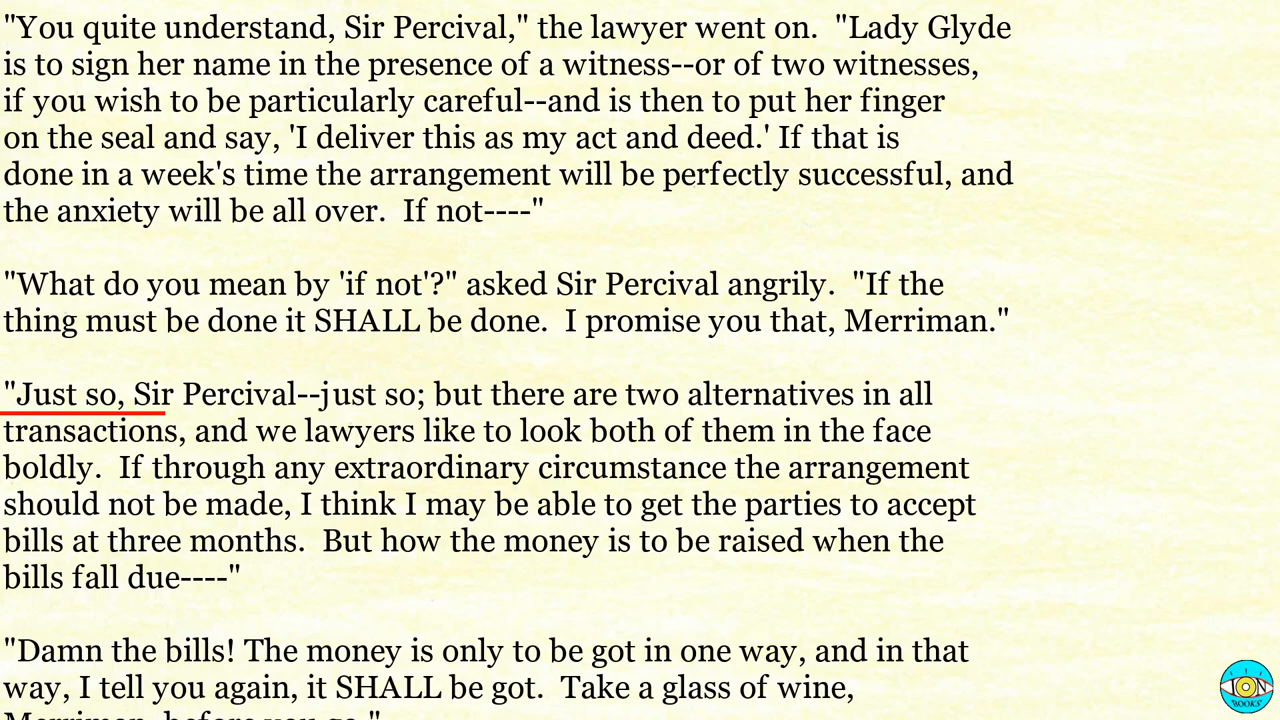 "You quite understand, Sir Percival," the lawyer went on.  "Lady Glyde
is to sign her name in the presence of a witness--or of two witnesses,
if you wish to be particularly careful--and is then to put her finger
on the seal and say, 'I deliver this as my act and deed.' If that is
done in a week's time the arrangement will be perfectly successful, and
the anxiety will be all over.  If not----"
"What do you mean by 'if not'?" asked Sir Percival angrily.  "If the
thing must be done it SHALL be done.  I promise you that, Merriman."
"Just so, Sir Percival--just so; but there are two alternatives in all
transactions, and we lawyers like to look both of them in the face
boldly.  If through any extraordinary circumstance the arrangement
should not be made, I think I may be able to get the parties to accept
bills at three months.  But how the money is to be raised when the
bills fall due----"
"Damn the bills! The money is only to be got in one way, and in that
way, I tell you again, it SHALL be got.  Take a glass of wine,
Merriman, before you go."
ION
BOOKS